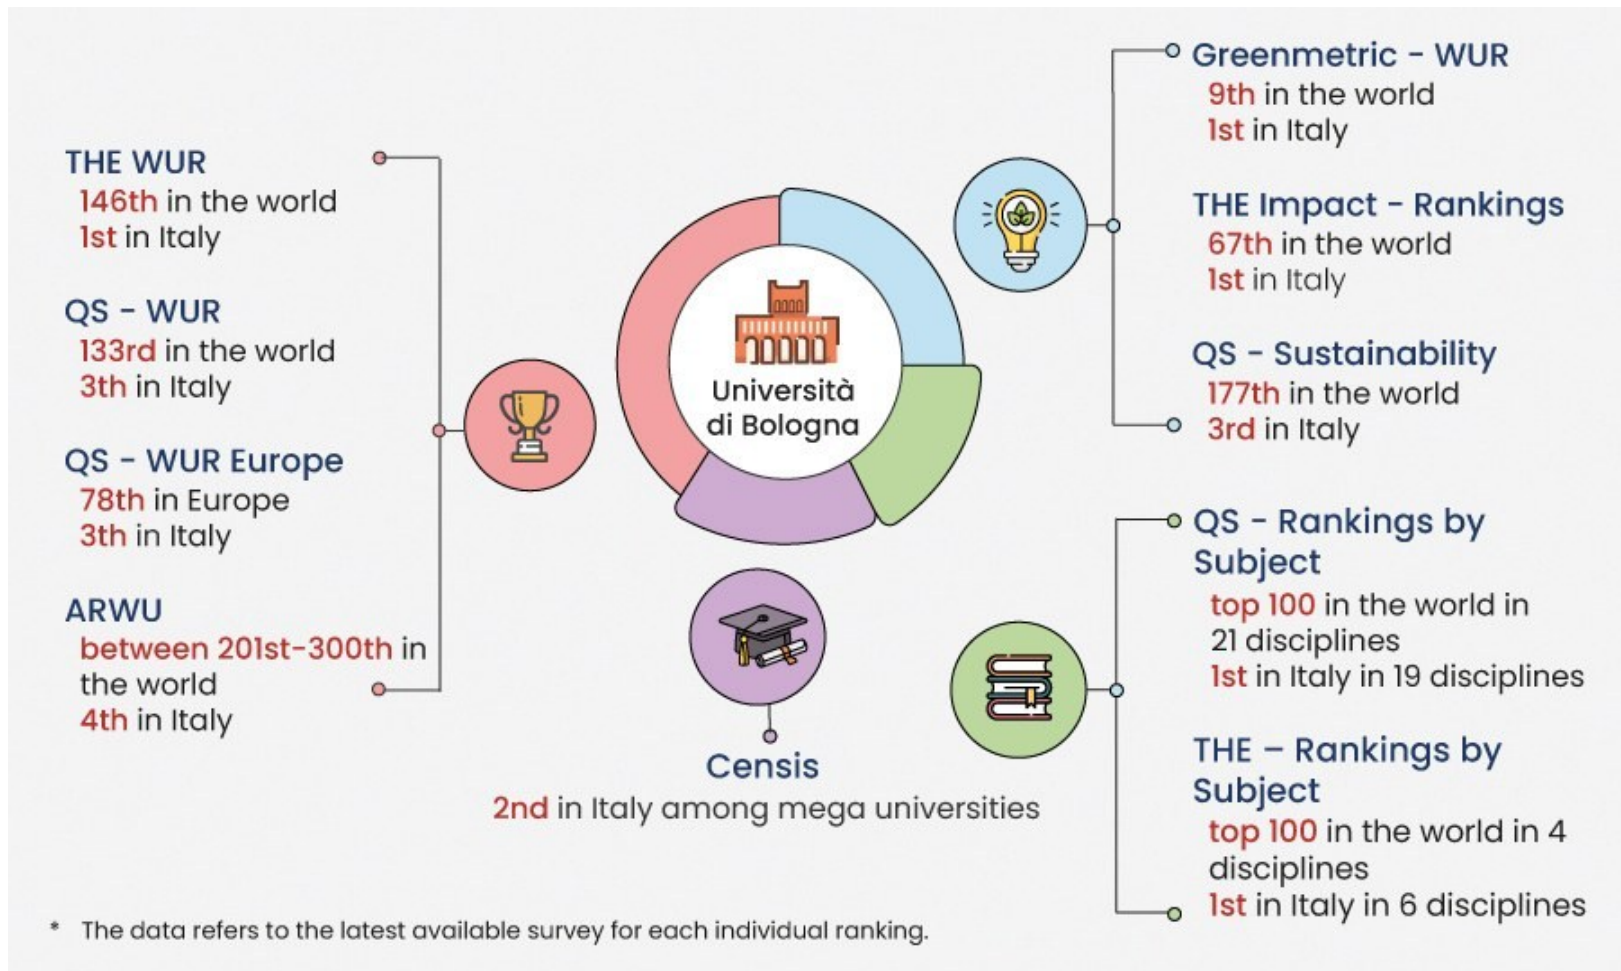 THE WUR
146th in the world
1st in Italy
QS - WUR
133rd in the world
3th in Italy
QS - WUR Europe
78th in Europe
3th in Italy
ARWU
between 201st-300th in
the world
4th in Italy
Università
di Bologna
Censis
2nd in Italy among mega universities
Greenmetric - WUR
9th in the world
1st in Italy
THE Impact - Rankings
67th in the world
1st in Italy
QS - Sustainability
177th in the world
3rd in Italy
QS - Rankings by
Subject
top 100 in the world in
21 disciplines
1st in Italy in 19 disciplines
THE – Rankings by
Subject
top 100 in the world in 4
disciplines
1st in Italy in 6 disciplines
* The data refers to the latest available survey for each individual ranking.